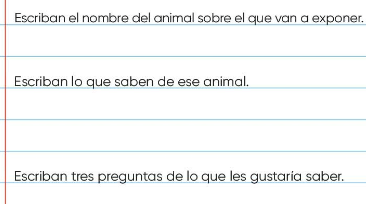 Escriban el nombre del animal sobre el que van a exponer.
Escriban lo que saben de ese animal.
Escriban tres preguntas de lo que les gustaría saber.